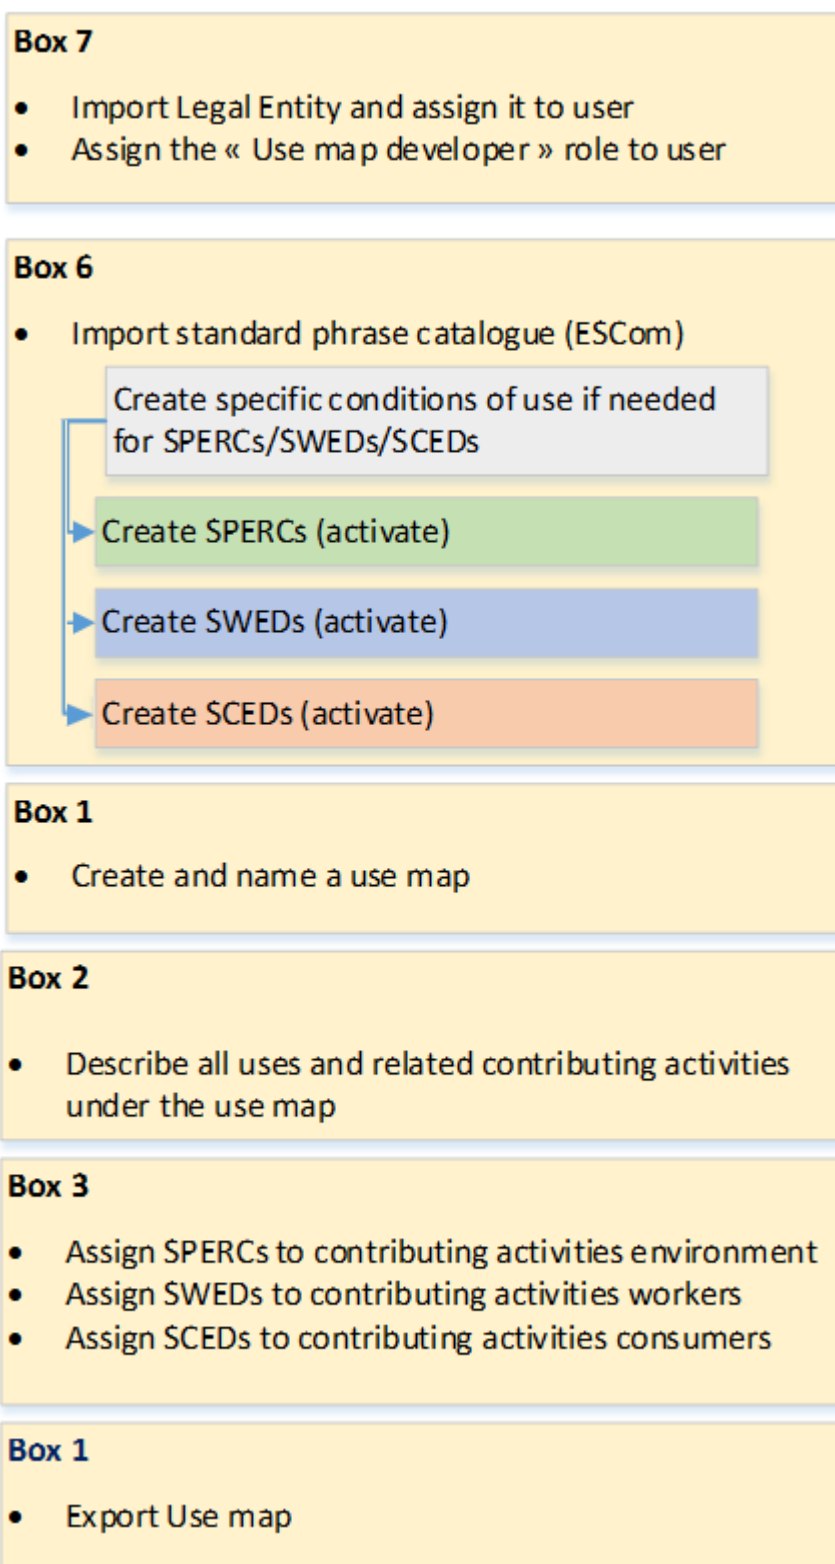 Box 7
• Import Legal Entity and assign it to user
• Assign the « Use map developer » role to user
Box 6
• Import standard phrase catalogue (ESCom)
Create specific conditions of use if needed
for SPERCs/SWEDs/SCEDs
Create SPERCs (activate)
Create SWEDs (activate)
Create SCEDs (activate)
Box 1
• Create and name a use map
Box 2
• Describe all uses and related contributing activities
under the use map
Box 3
• Assign SPERCs to contributing activities environment
• Assign SWEDs to contributing activities workers
• Assign SCEDs to contributing activities consumers
Box 1
• Export Use map